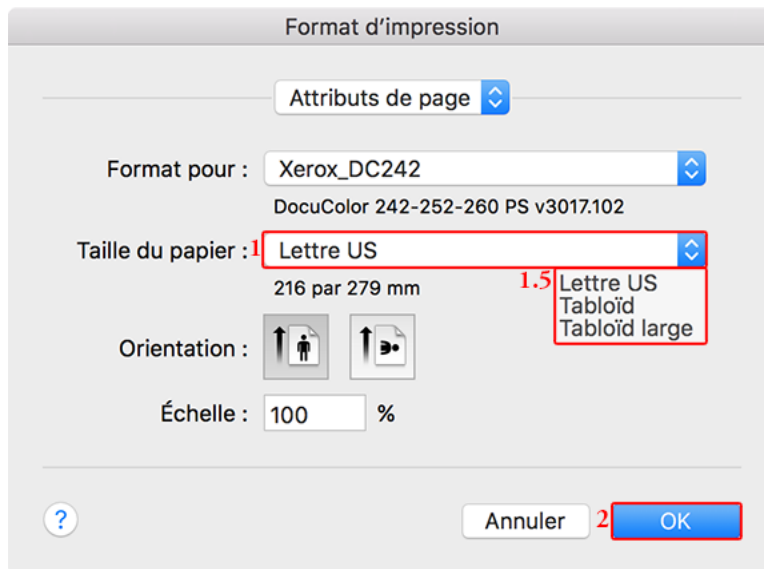 Format d’impression
Attributs de page
Format pour : Xerox_DC242
DocuColor 242-252-260 PS v3017.102
Taille du papier : 1 Lettre US
216 par 279 mm
1.5 Lettre US
Tabloïd
Tabloïd large
Orientation :
Échelle : 100 %
? Annuler 2 OK